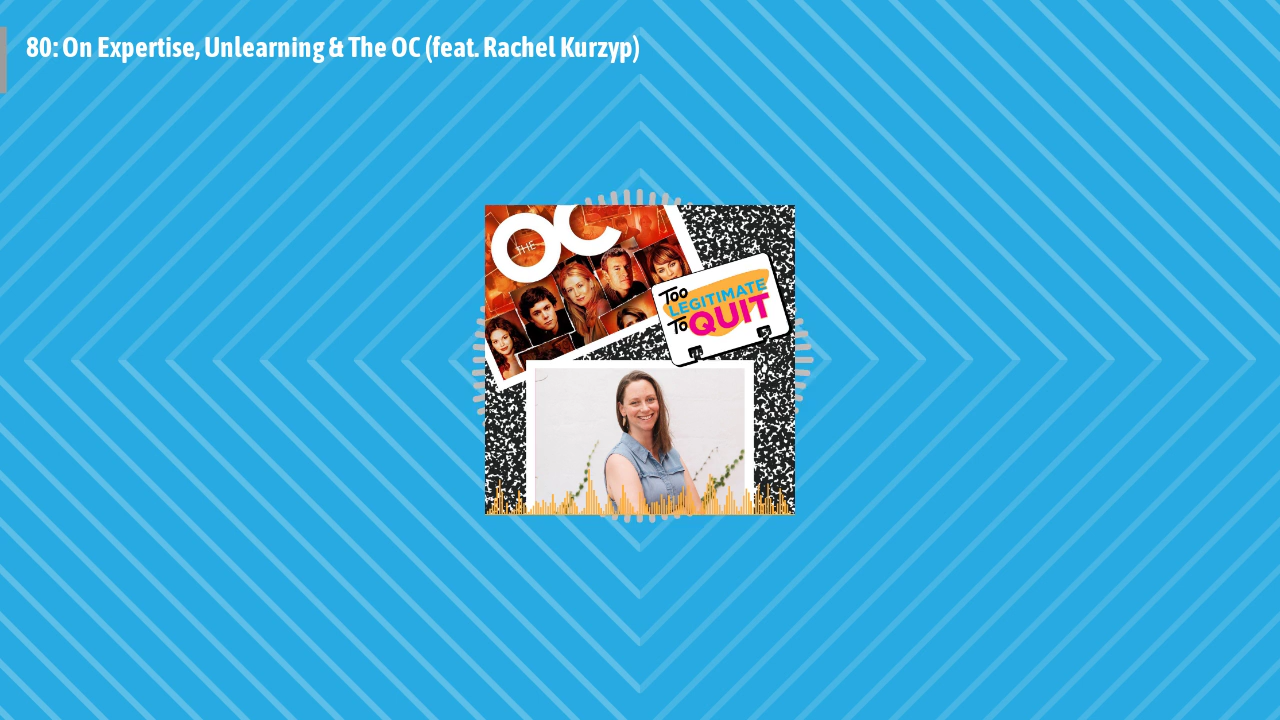 80: On Expertise, Unlearning & The OC (feat. Rachel Kurzyp)
THE
OC
Too
LEGITIMATE
To QUIT